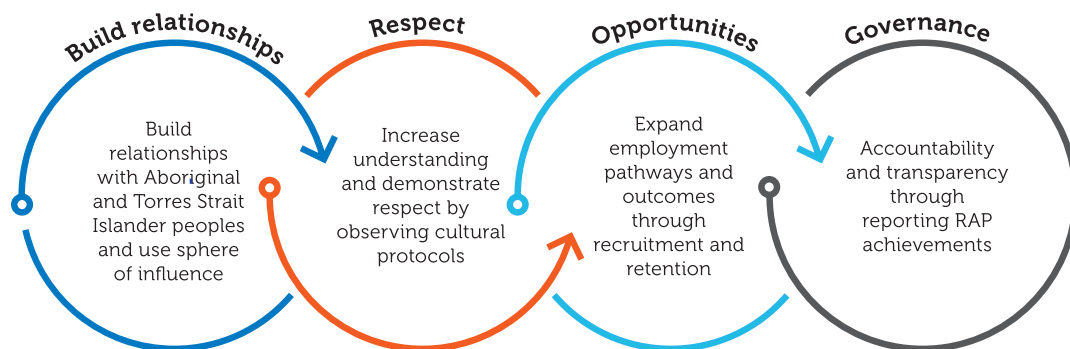 Build relationships
Build
relationships
with Aboriginal
and Torres Strait
Islander peoples
and use sphere
of influence
Respect
Increase
understanding
and demonstrate
respect by
observing cultural
protocols
Opportunities
Expand
employment
pathways and
outcomes
through
recruitment and
retention
Governance
Accountability
and transparency
through
reporting RAP
achievements